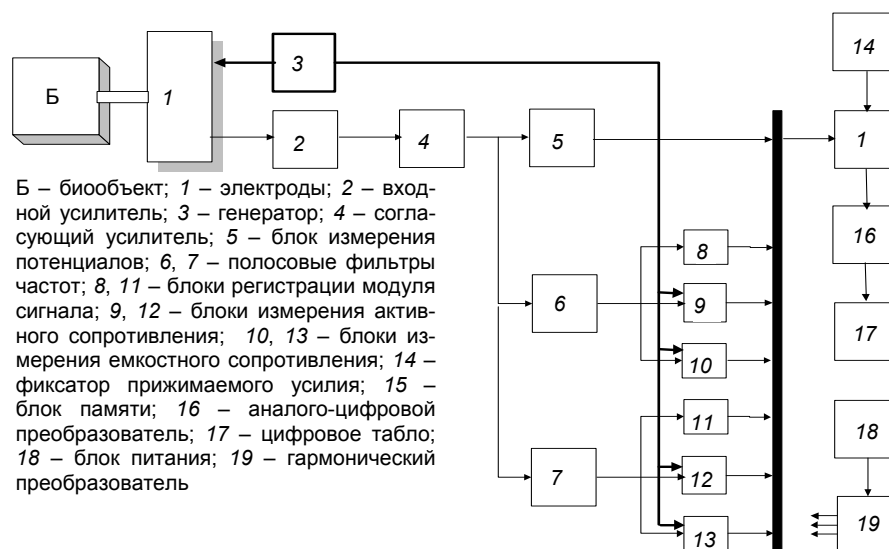 14
3
Б
1
2
4
5
1
Б – биообъект; 1 – электроды; 2 – вход-
ной усилитель; 3 – генератор; 4 – согла-
сующий усилитель; 5 – блок измерения
потенциалов; 6, 7 – полосовые фильтры
частот; 8, 11 – блоки регистрации модуля
сигнала; 9, 12 – блоки измерения актив-
ного сопротивления; 10, 13 – блоки из-
мерения емкостного сопротивления; 14 –
фиксатор прижимаемого усилия; 15 –
блок памяти; 16 – аналого-цифровой
преобразователь; 17 – цифровое табло;
18 – блок питания; 19 – гармонический
преобразователь
8
16
6
9
17
10
11
18
7
12
19
13